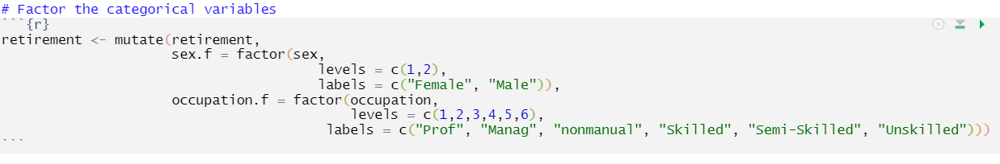 # Factor the categorical variables
```{r}
retirement <- mutate(retirement,
sex.f = factor(sex,
levels = c(1,2),
labels = c("Female", "Male")),
occupation.f = factor(occupation,
levels = c(1,2,3,4,5,6),
labels = c("Prof", "Manag", "nonmanual", "Skilled", "Semi-Skilled", "Unskilled")))
```